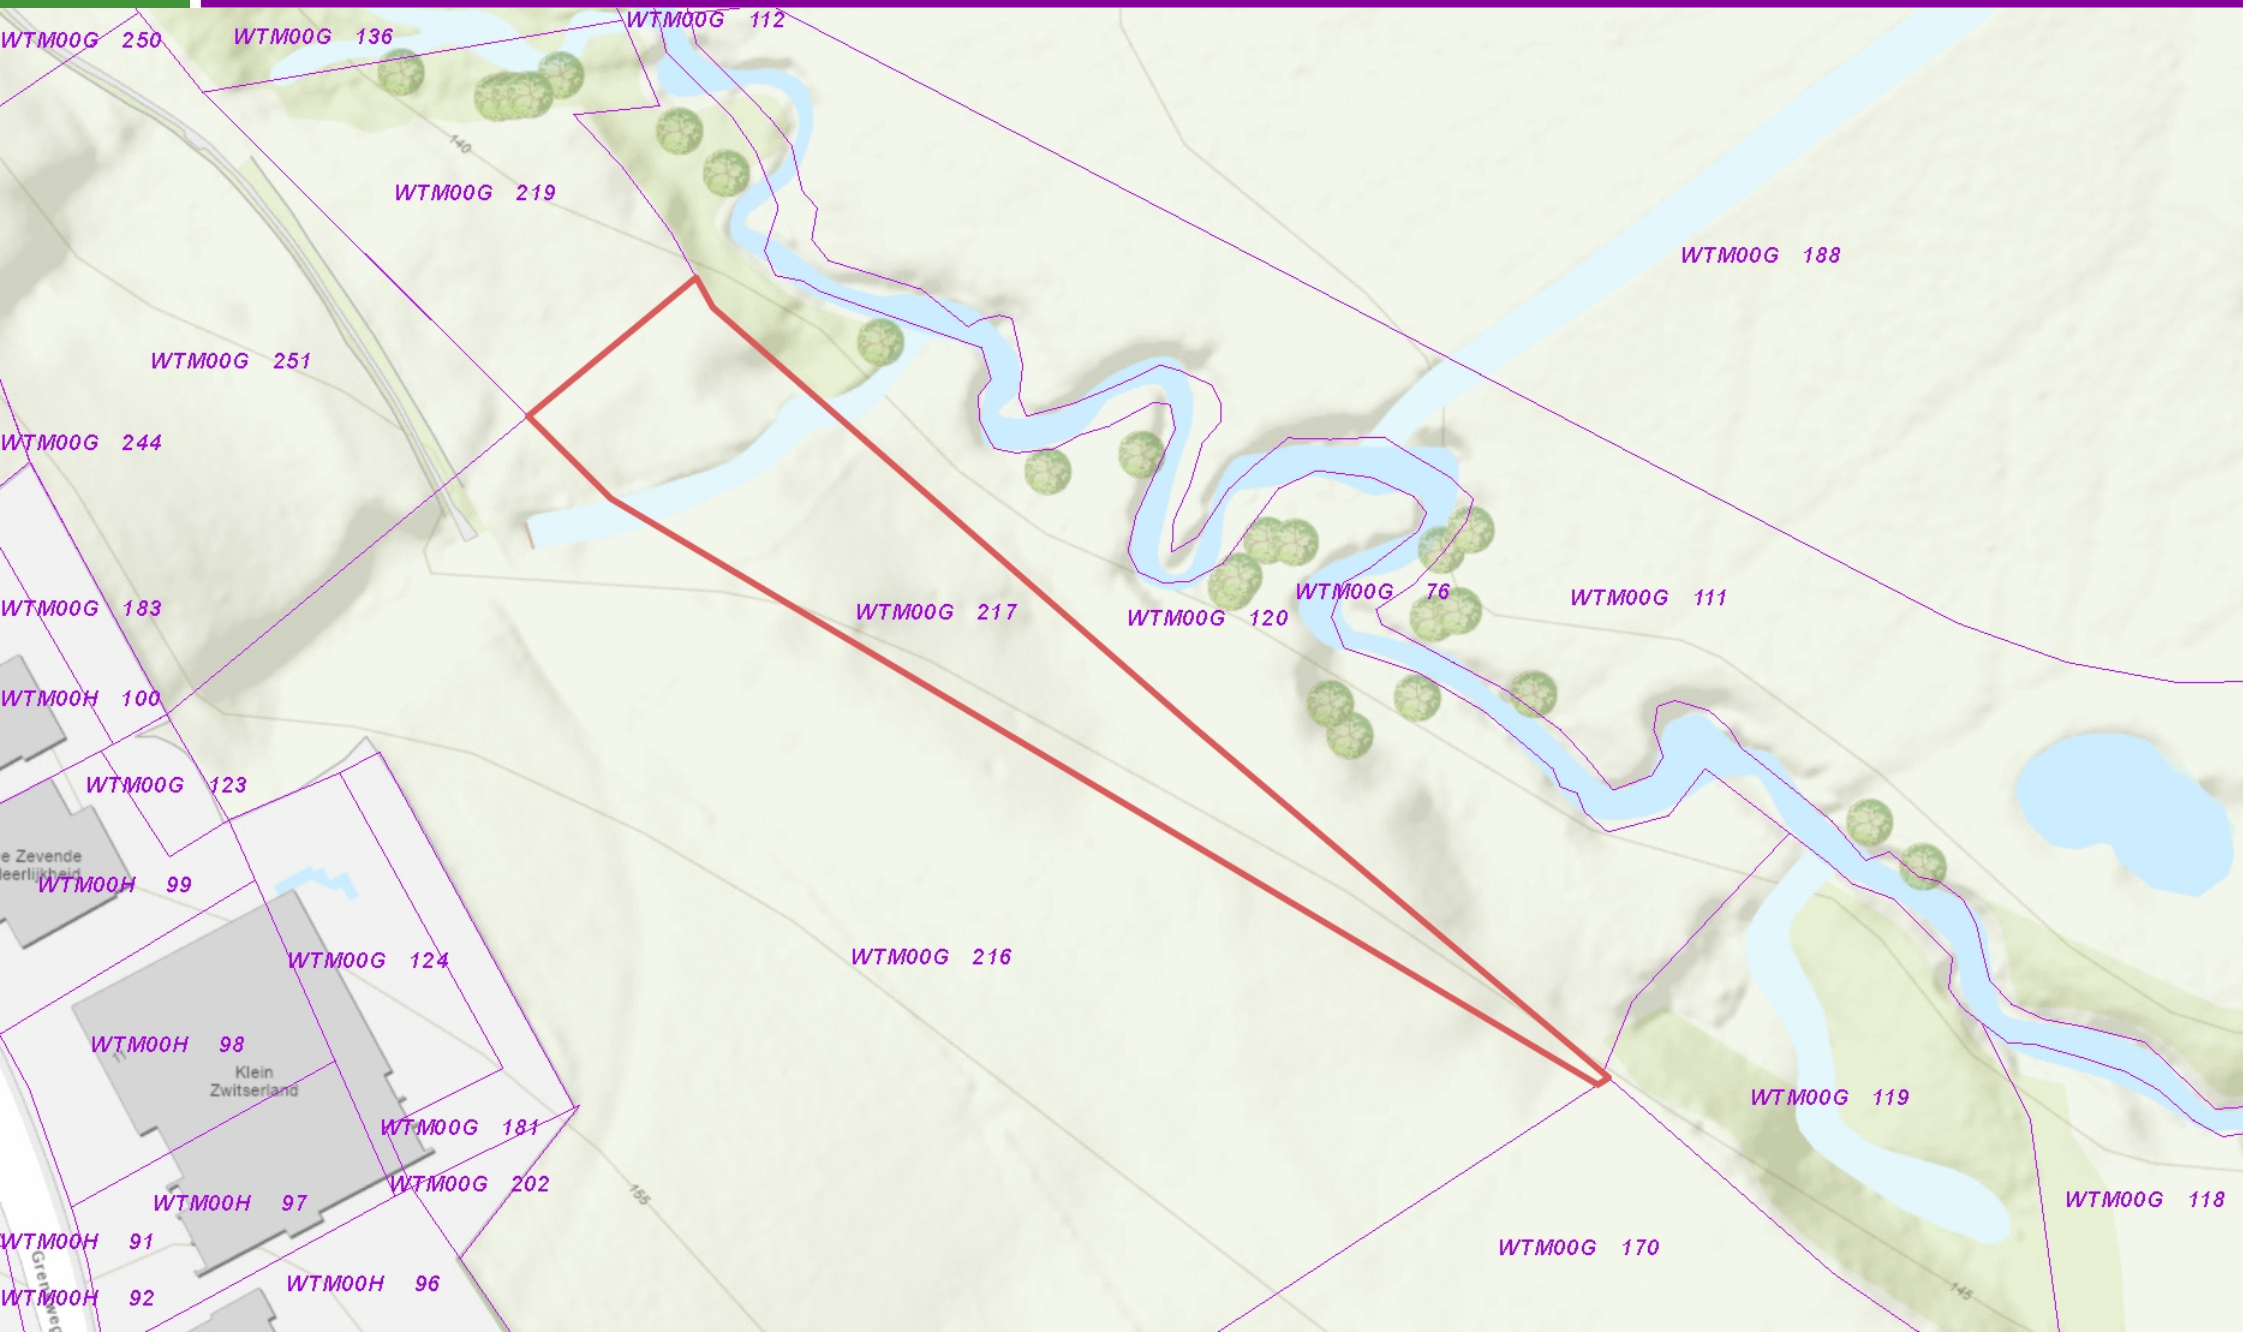 WTM00G 112
WTM00G 250
WTM00G 136
140
WTM00G 219
WTM00G 188
WTM00G 251
WTM00G 244
WTM00G 76
WTM00G 111
WTM00G 183
WTM00G 217
WTM00G 120
WTM00H 100
WTM00G 123
e Zevende
leerlijkheid
WTM00H 99
WTM00G 216
WTM00G 124
WTM00H 98
11
Klein
Zwitserland
WTM00G 119
WTM00G 181
WTM00G 202
155
WTM00H 97
WTM00G 118
WTM00H 91
WTM00G 170
WTM00H 96
145
WTM00H 92